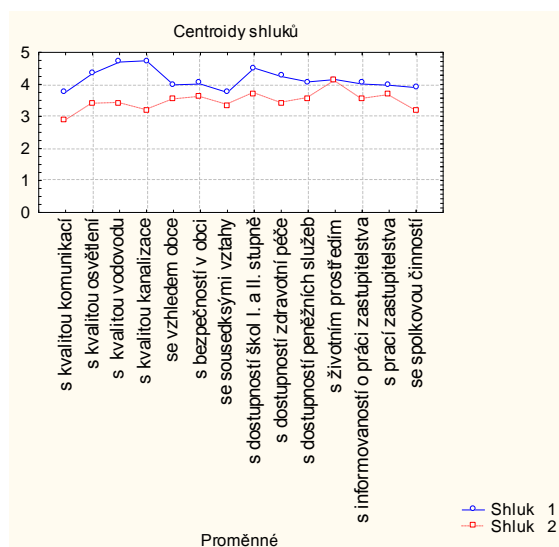 Centroidy shluků
5
4
3
2
1
0
s kvalitou komunikací
s kvalitou osvětlení
s kvalitou vodovodu
s kvalitou kanalizace
se vzhledem obce
s bezpečností v obci
se sousedksými vztahy
s dostupností škol I. a II. stupně
s dostupností zdravotní péče
s dostupností peněžních služeb
s životním prostředím
s informovaností o práci zastupitelstva
s prací zastupitelstva
se spolkovou činností
Proměnné
Shluk 1
Shluk 2